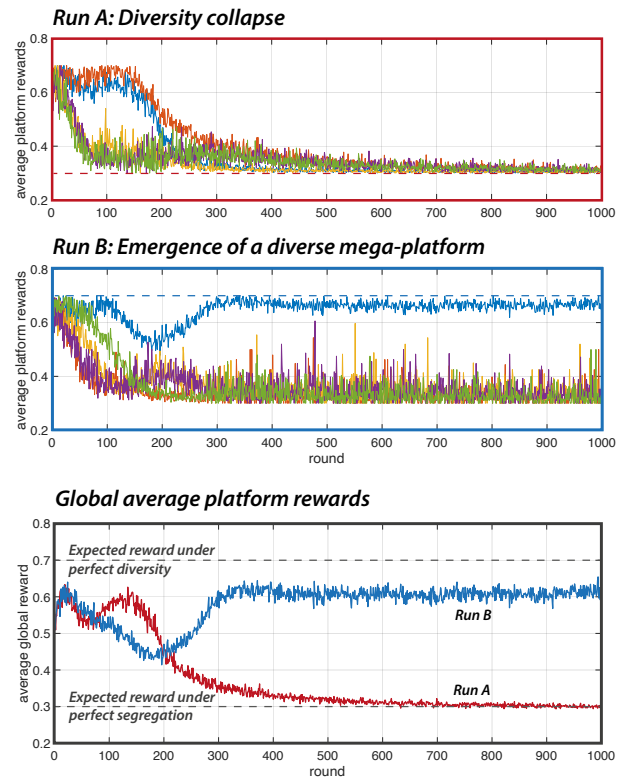 Run A: Diversity collapse
average platform rewards
0.8
0.6
0.4
0.2
0 100 200 300 400 500 600 700 800 900 1000
Run B: Emergence of a diverse mega-platform
average platform rewards
0.8
0.6
0.4
0.2
0 100 200 300 400 500 600 700 800 900 1000
round
Global average platform rewards
average global reward
0.8
0.7
0.6
0.5
0.4
0.3
0.2
Expected reward under
perfect diversity
Run B
Expected reward under
perfect segregation
Run A
0 100 200 300 400 500 600 700 800 900 1000
round